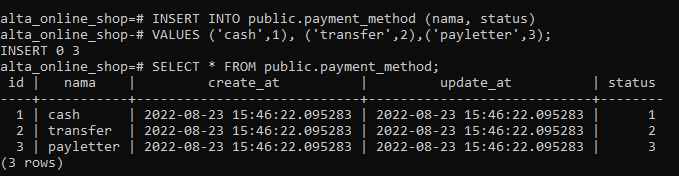 alta_online_shop=# INSERT INTO public.payment_method (nama, status)
alta_online_shop-# VALUES ('cash',1), ('transfer',2),('payletter',3);
INSERT 0 3
alta_online_shop=# SELECT * FROM public.payment_method;
 id |   nama    |         create_at          |         update_at          | status
----+-----------+----------------------------+----------------------------+--------
  1 | cash      | 2022-08-23 15:46:22.095283 | 2022-08-23 15:46:22.095283 |      1
  2 | transfer  | 2022-08-23 15:46:22.095283 | 2022-08-23 15:46:22.095283 |      2
  3 | payletter | 2022-08-23 15:46:22.095283 | 2022-08-23 15:46:22.095283 |      3
(3 rows)